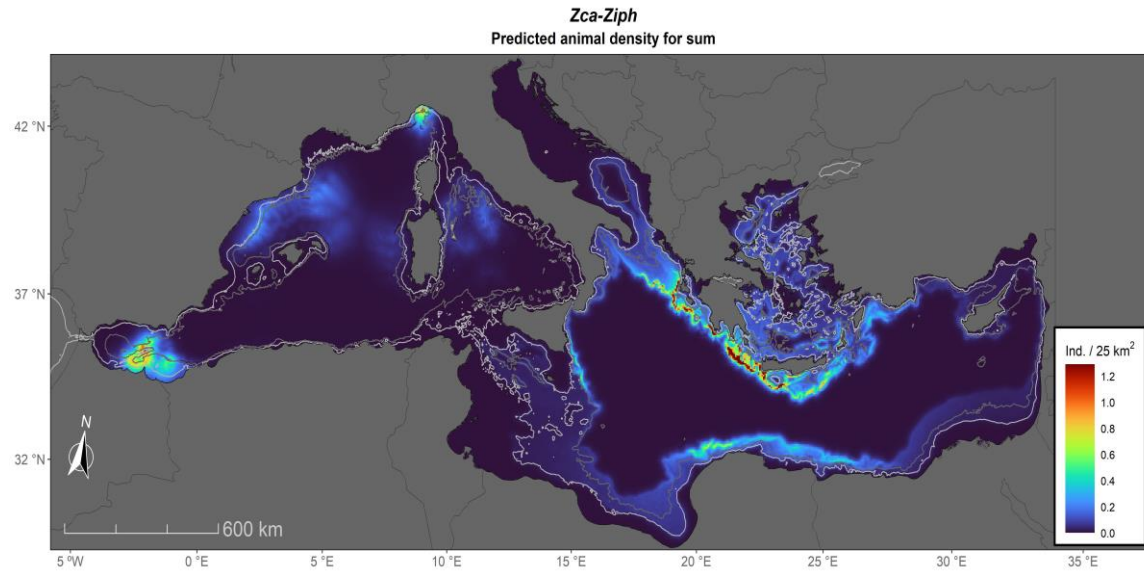 Zca-Ziph
Predicted animal density for sum
42 °N
37 °N
32 °N
N
600 km
Ind. / 25 km²
1.2
1.0
0.8
0.6
0.4
0.2
0.0
5 °W
0 °E
5 °E
10 °E
15 °E
20 °E
25 °E
30 °E
35 °E